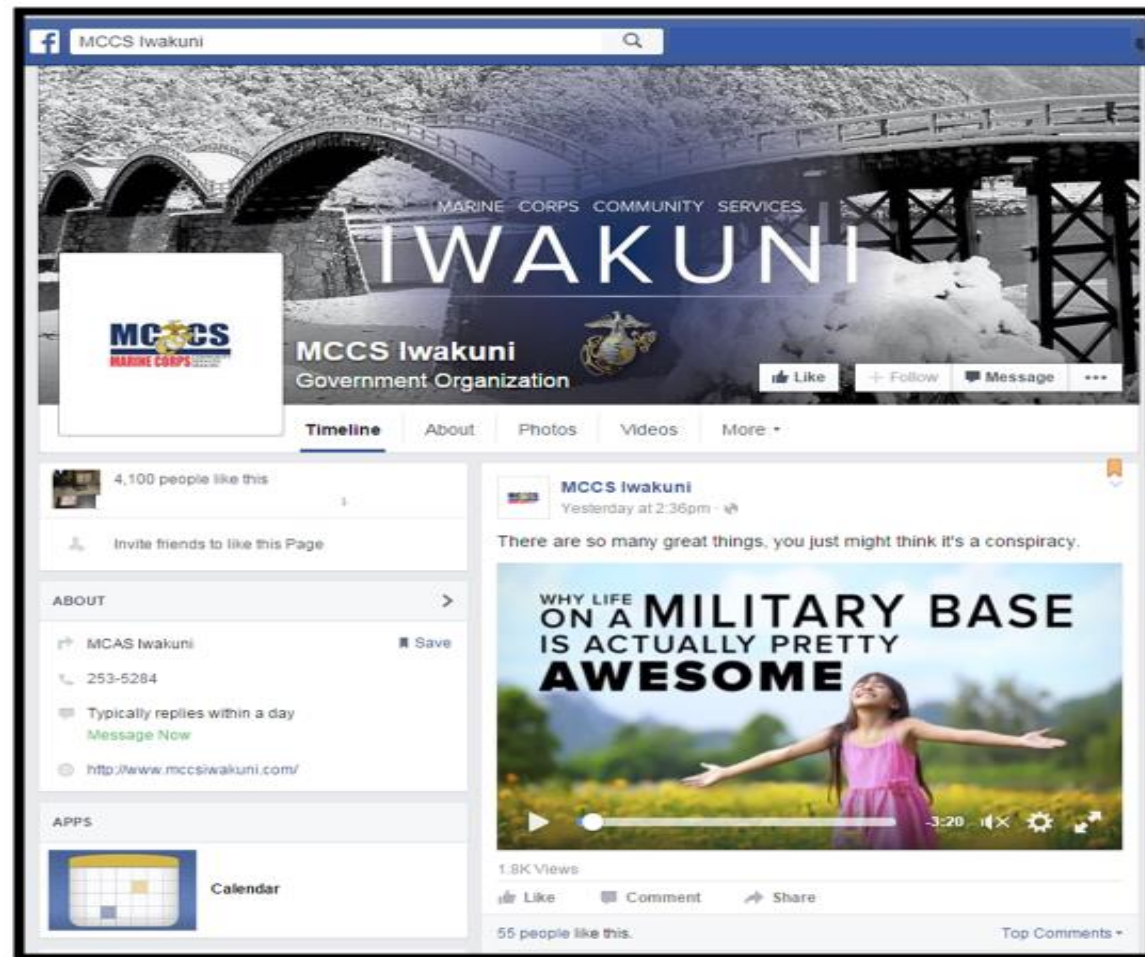 f MCCS Iwakuni
MARINE CORPS COMMUNITY SERVICES
IWAKUNI
MCCS
MARINE CORPS
MCCS Iwakuni
Government Organization
Like
+ Follow
Message
Timeline
About
Photos
Videos
More
4,100 people like this
Invite friends to like this Page
ABOUT
MCAS Iwakuni
Save
253-5284
Typically replies within a day
Message Now
http://www.mccsiwakuni.com/
APPS
Calendar
MCCS Iwakuni
Yesterday at 2:36pm
There are so many great things, you just might think it's a conspiracy.
WHY LIFE
ON A MILITARY BASE
IS ACTUALLY PRETTY
AWESOME
-3:20
1.8K Views
Like
Comment
Share
55 people like this.
Top Comments